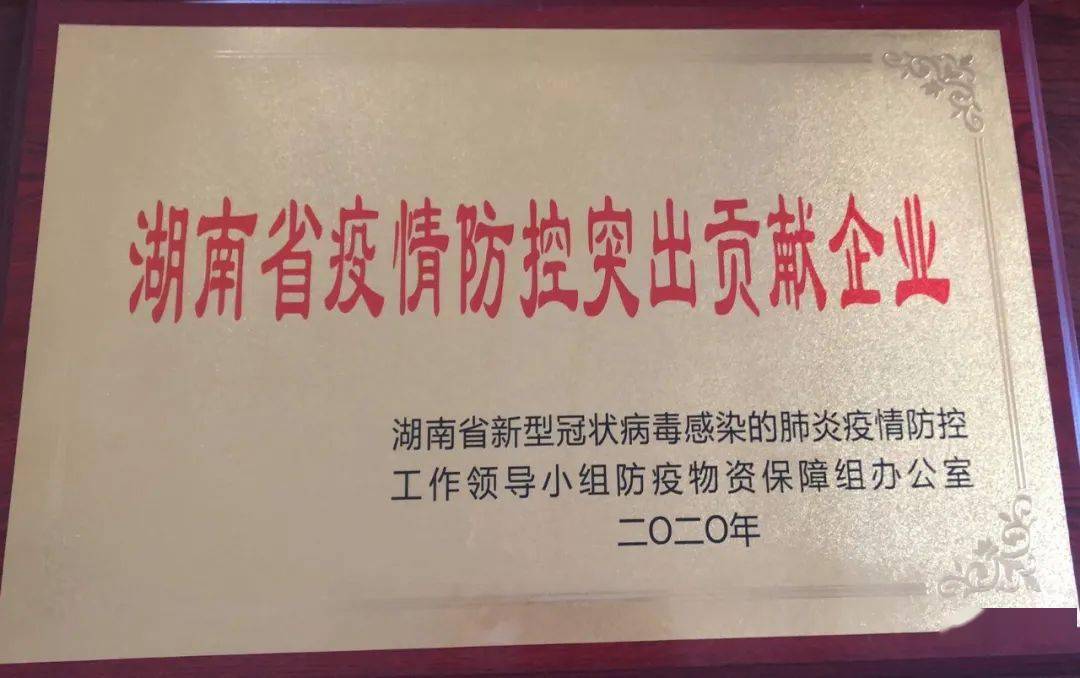 湖南省疫情防控突出贡献企业
湖南省新型冠状病毒感染的肺炎疫情防控
工作领导小组防疫物资保障组办公室
二〇二〇年